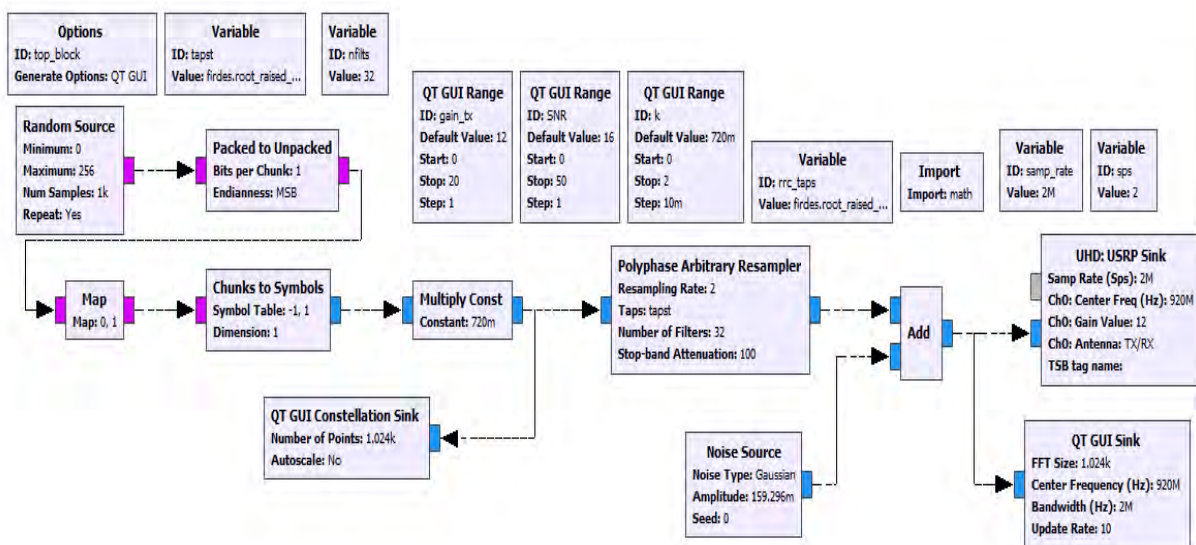 Options
ID: top_block
Generate Options: QT GUI
Variable
ID: tapst
Value: firdes.root_raised_...
Variable
ID: nfilts
Value: 32
QT GUI Range
ID: gain_tx
Default Value: 12
Start: 0
Stop: 20
Step: 1
QT GUI Range
ID: SNR
Default Value: 16
Start: 0
Stop: 50
Step: 1
QT GUI Range
ID: k
Default Value: 720m
Start: 0
Stop: 2
Step: 10m
Variable
ID: rrc_taps
Value: firdes.root_raised_...
Import
Import: math
Variable
ID: samp_rate
Value: 2M
Variable
ID: sps
Value: 2
Random Source
Minimum: 0
Maximum: 256
Num Samples: 1k
Repeat: Yes
Packed to Unpacked
Bits per Chunk: 1
Endianness: MSB
Map
Map: 0, 1
Chunks to Symbols
Symbol Table: -1, 1
Dimension: 1
Multiply Const
Constant: 720m
Polyphase Arbitrary Resampler
Resampling Rate: 2
Taps: tapst
Number of Filters: 32
Stop-band Attenuation: 100
Add
UHD: USRP Sink
Samp Rate (Sps): 2M
Ch0: Center Freq (Hz): 920M
Ch0: Gain Value: 12
Ch0: Antenna: TX/RX
TSB tag name:
QT GUI Constellation Sink
Number of Points: 1.024k
Autoscale: No
Noise Source
Noise Type: Gaussian
Amplitude: 159.296m
Seed: 0
QT GUI Sink
FFT Size: 1.024k
Center Frequency (Hz): 920M
Bandwidth (Hz): 2M
Update Rate: 10